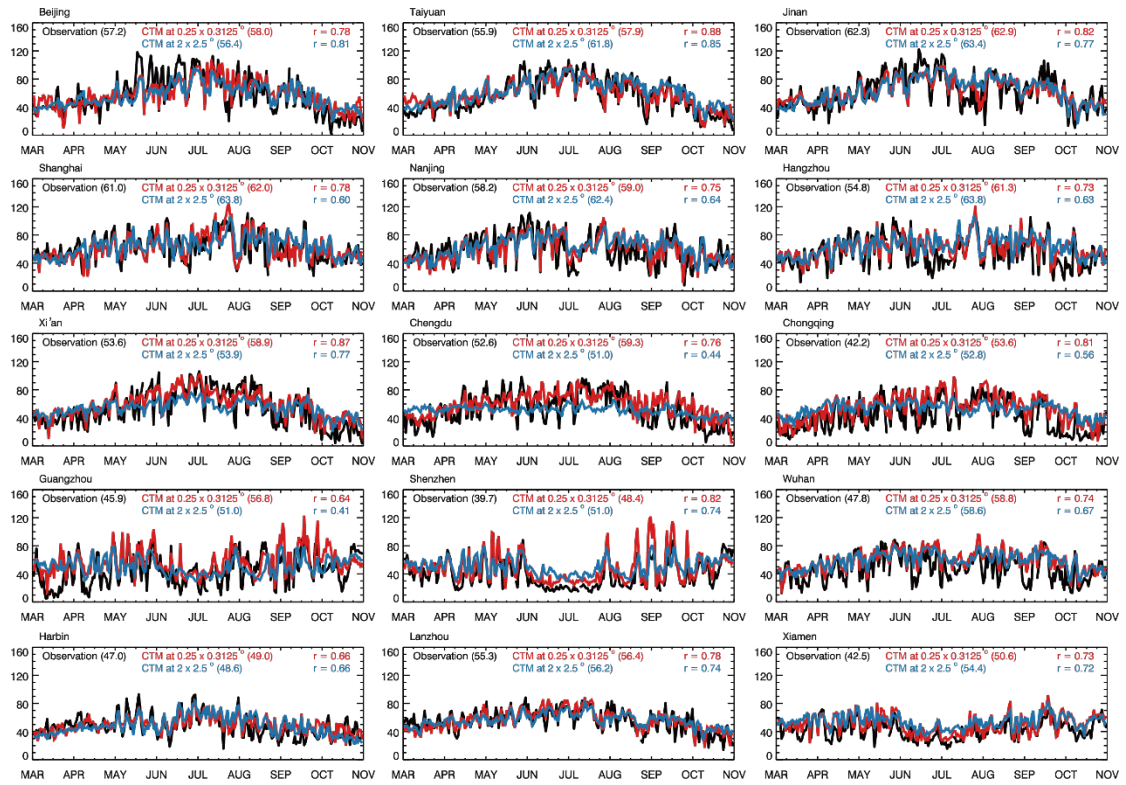 Beijing
Observation (57.2) CTM at 0.25 x 0.3125° (58.0) r = 0.78
CTM at 2 x 2.5° (56.4) r = 0.81
160
120
80
40
0
MAR APR MAY JUN JUL AUG SEP OCT NOV
Taiyuan
Observation (55.9) CTM at 0.25 x 0.3125° (57.9) r = 0.88
CTM at 2 x 2.5° (61.8) r = 0.85
MAR APR MAY JUN JUL AUG SEP OCT NOV
Jinan
Observation (62.3) CTM at 0.25 x 0.3125° (62.9) r = 0.82
CTM at 2 x 2.5° (63.4) r = 0.77
160
120
80
40
0
MAR APR MAY JUN JUL AUG SEP OCT NOV
Shanghai
Observation (61.0) CTM at 0.25 x 0.3125° (62.0) r = 0.78
CTM at 2 x 2.5° (63.8) r = 0.60
160
120
80
40
0
MAR APR MAY JUN JUL AUG SEP OCT NOV
Nanjing
Observation (58.2) CTM at 0.25 x 0.3125° (59.0) r = 0.75
CTM at 2 x 2.5° (62.4) r = 0.64
160
120
80
40
0
MAR APR MAY JUN JUL AUG SEP OCT NOV
Hangzhou
Observation (54.8) CTM at 0.25 x 0.3125° (61.3) r = 0.73
CTM at 2 x 2.5° (63.8) r = 0.63
160
120
80
40
0
MAR APR MAY JUN JUL AUG SEP OCT NOV
Xi'an
Observation (53.6) CTM at 0.25 x 0.3125° (58.9) r = 0.87
CTM at 2 x 2.5° (53.9) r = 0.77
160
120
80
40
0
MAR APR MAY JUN JUL AUG SEP OCT NOV
Chengdu
Observation (52.6) CTM at 0.25 x 0.3125° (59.3) r = 0.76
CTM at 2 x 2.5° (51.0) r = 0.44
160
120
80
40
0
MAR APR MAY JUN JUL AUG SEP OCT NOV
Chongqing
Observation (42.2) CTM at 0.25 x 0.3125° (53.6) r = 0.81
CTM at 2 x 2.5° (52.8) r = 0.56
160
120
80
40
0
MAR APR MAY JUN JUL AUG SEP OCT NOV
Guangzhou
Observation (45.9) CTM at 0.25 x 0.3125° (56.8) r = 0.64
CTM at 2 x 2.5° (51.0) r = 0.41
160
120
80
40
0
MAR APR MAY JUN JUL AUG SEP OCT NOV
Shenzhen
Observation (39.7) CTM at 0.25 x 0.3125° (48.4) r = 0.82
CTM at 2 x 2.5° (51.0) r = 0.74
160
120
80
40
0
MAR APR MAY JUN JUL AUG SEP OCT NOV
Wuhan
Observation (47.8) CTM at 0.25 x 0.3125° (58.8) r = 0.74
CTM at 2 x 2.5° (58.6) r = 0.67
160
120
80
40
0
MAR APR MAY JUN JUL AUG SEP OCT NOV
Harbin
Observation (47.0) CTM at 0.25 x 0.3125° (49.0) r = 0.66
CTM at 2 x 2.5° (48.6) r = 0.66
160
120
80
40
0
MAR APR MAY JUN JUL AUG SEP OCT NOV
Lanzhou
Observation (55.3) CTM at 0.25 x 0.3125° (56.4) r = 0.78
CTM at 2 x 2.5° (56.2) r = 0.74
160
120
80
40
0
MAR APR MAY JUN JUL AUG SEP OCT NOV
Xiamen
Observation (42.5) CTM at 0.25 x 0.3125° (50.6) r = 0.73
CTM at 2 x 2.5° (54.4) r = 0.72
160
120
80
40
0
MAR APR MAY JUN JUL AUG SEP OCT NOV